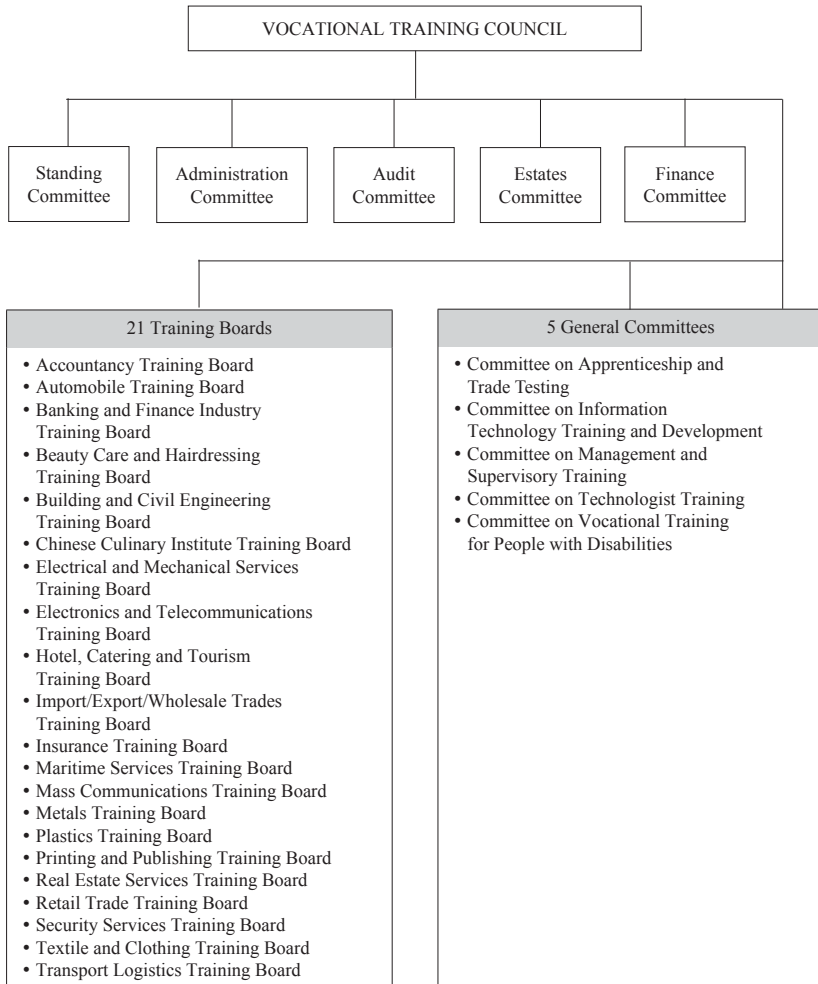 VOCATIONAL TRAINING COUNCIL
Standing
Committee
Administration
Committee
Audit
Committee
Estates
Committee
Finance
Committee
21 Training Boards
• Accountancy Training Board
• Automobile Training Board
• Banking and Finance Industry
Training Board
• Beauty Care and Hairdressing
Training Board
• Building and Civil Engineering
Training Board
• Chinese Culinary Institute Training Board
• Electrical and Mechanical Services
Training Board
• Electronics and Telecommunications
Training Board
• Hotel, Catering and Tourism
Training Board
• Import/Export/Wholesale Trades
Training Board
• Insurance Training Board
• Maritime Services Training Board
• Mass Communications Training Board
• Metals Training Board
• Plastics Training Board
• Printing and Publishing Training Board
• Real Estate Services Training Board
• Retail Trade Training Board
• Security Services Training Board
• Textile and Clothing Training Board
• Transport Logistics Training Board
5 General Committees
• Committee on Apprenticeship and
Trade Testing
• Committee on Information
Technology Training and Development
• Committee on Management and
Supervisory Training
• Committee on Technologist Training
• Committee on Vocational Training
for People with Disabilities